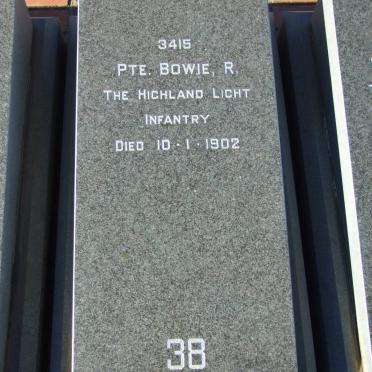 3415
PTE. BOWIE, R.
THE HIGHLAND LIGHT
INFANTRY
DIED 10·1·1902
38